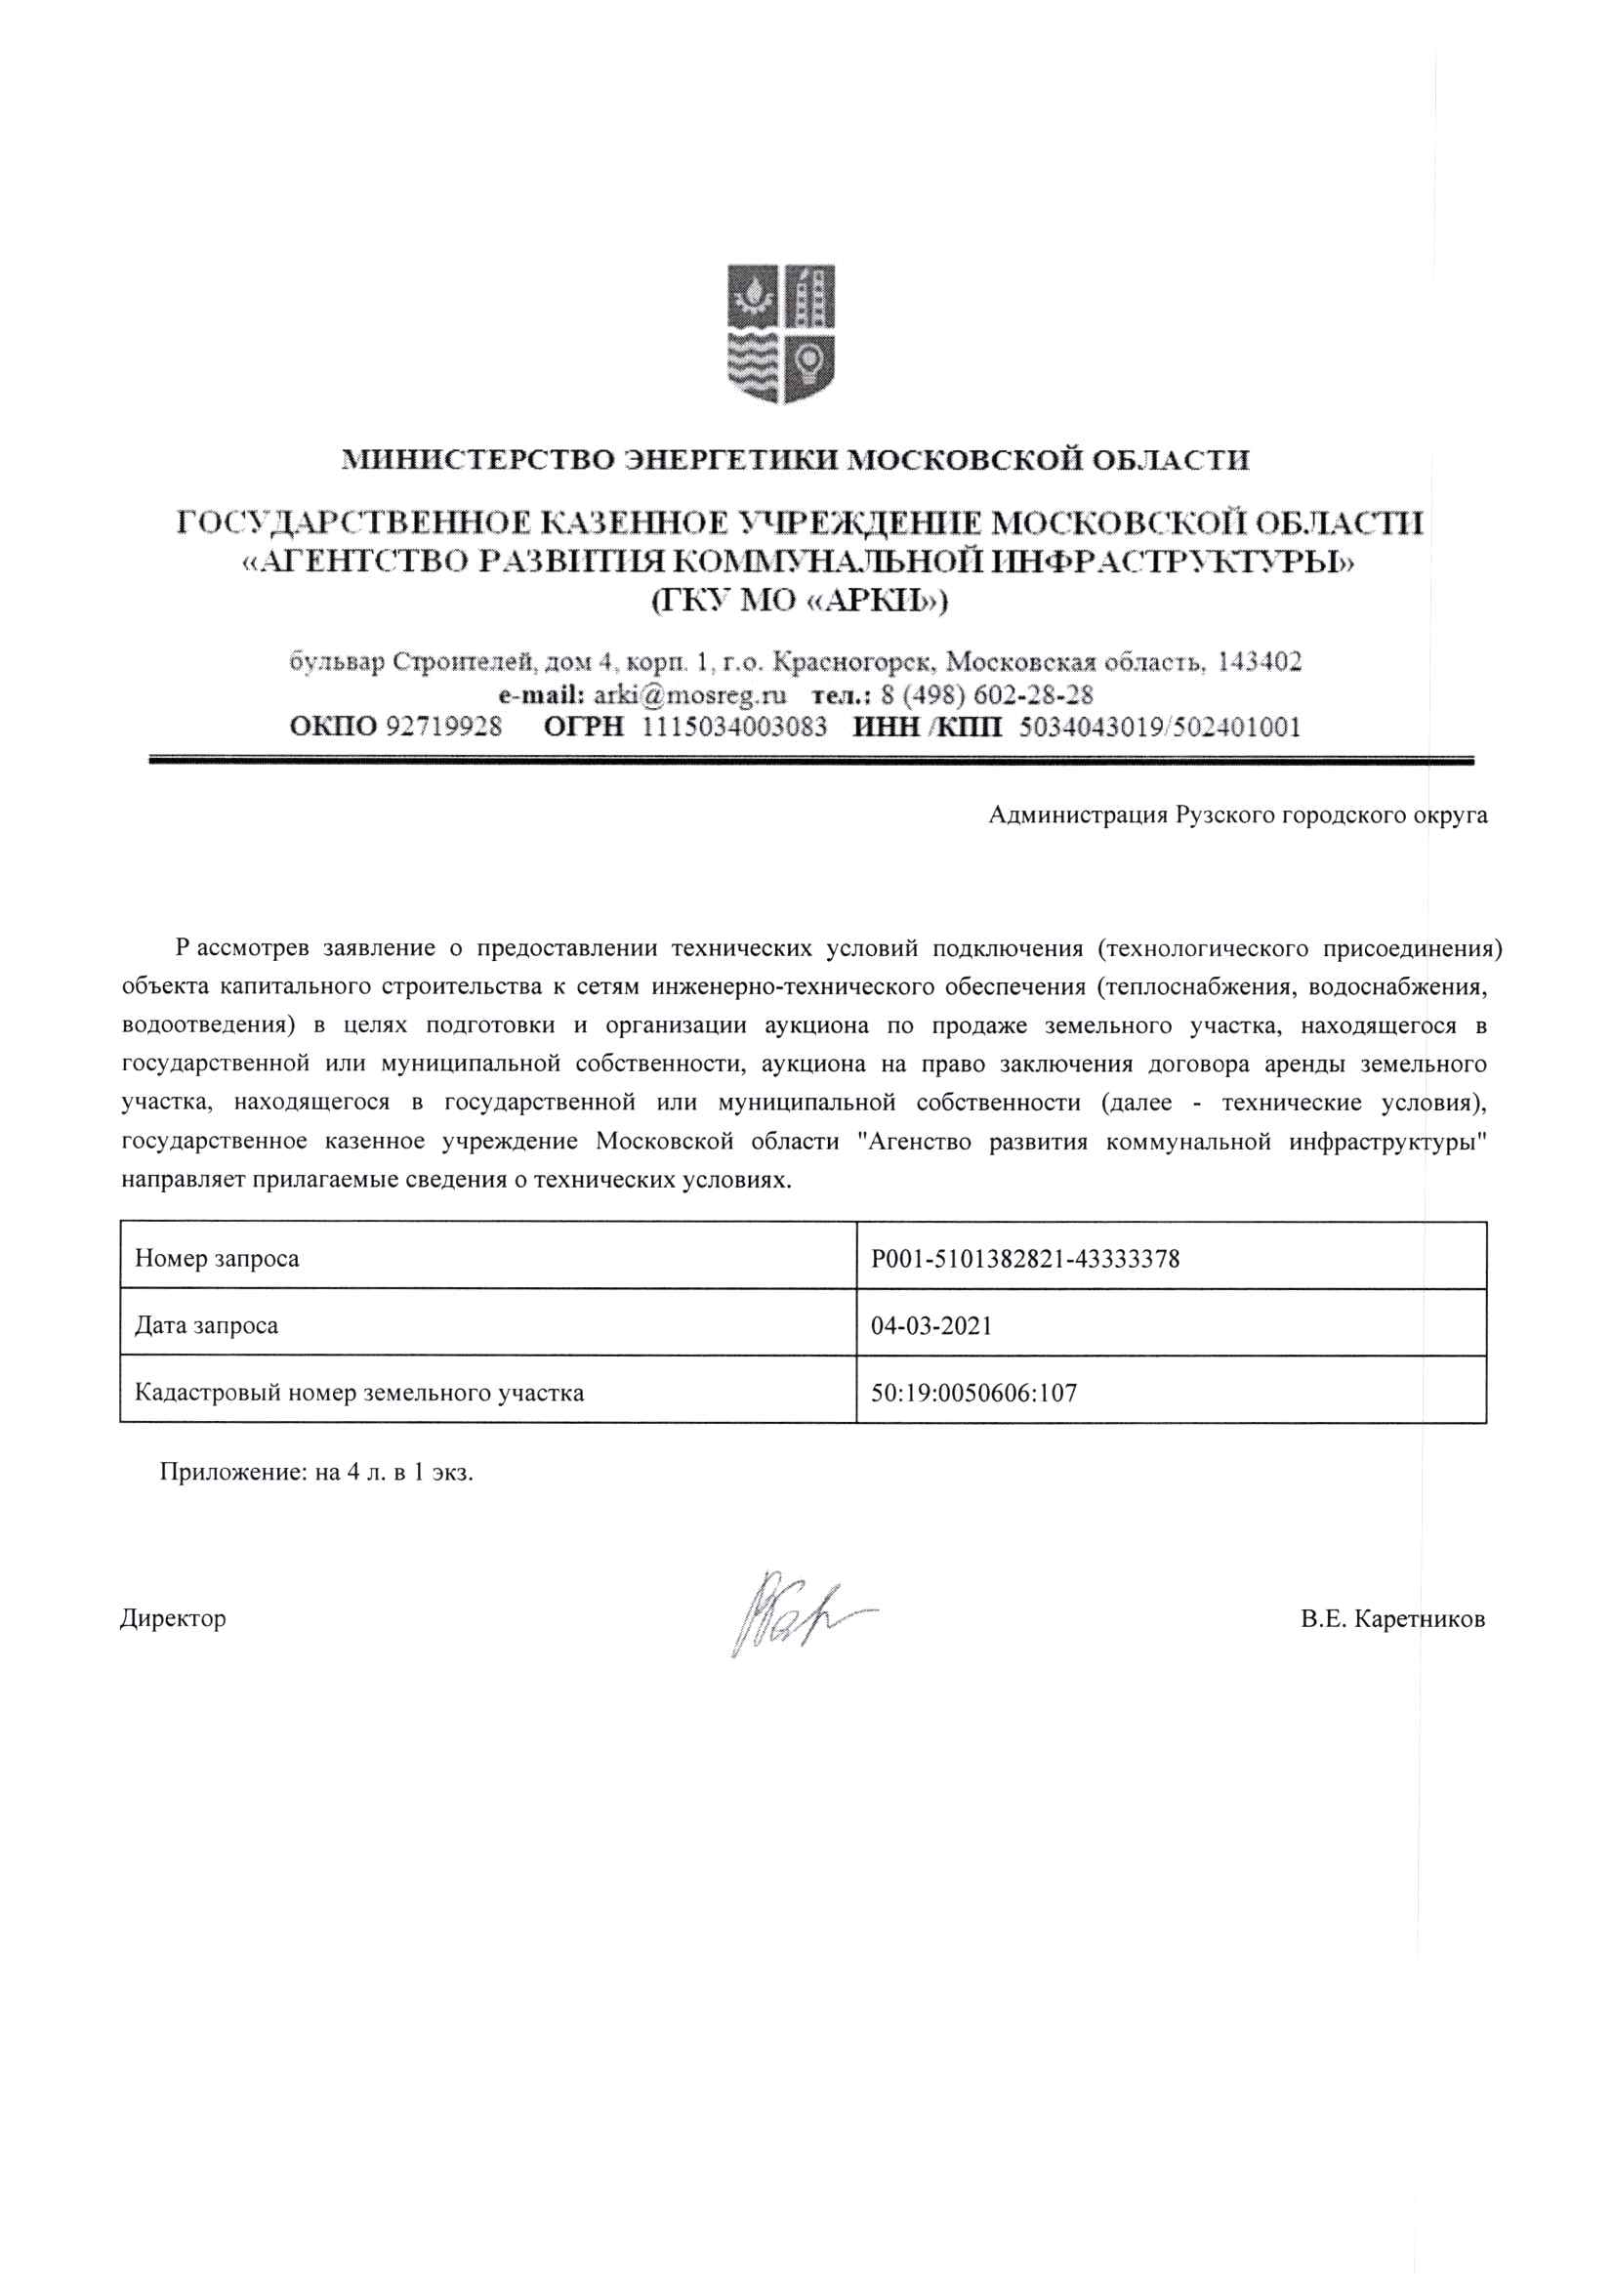 МИНИСТЕРСТВО ЭНЕРГЕТИКИ МОСКОВСКОЙ ОБЛАСТИ
ГОСУДАРСТВЕННОЕ КАЗЕННОЕ УЧРЕЖДЕНИЕ МОСКОВСКОЙ ОБЛАСТИ
«АГЕНТСТВО РАЗВИТИЯ КОММУНАЛЬНОЙ ИНФРАСТРУКТУРЫ»
(ГКУ МО «АРКИ»)
бульвар Строителей, дом 4, корп. 1, г.о. Красногорск, Московская область, 143402
e-mail: arki@mosreg.ru тел.: 8 (498) 602-28-28
ОКПО 92719928 ОГРН 1115034003083 ИНН /КПП 5034043019/502401001
Администрация Рузского городского округа
Р ассмотрев заявление о предоставлении технических условий подключения (технологического присоединения)
объекта капитального строительства к сетям инженерно-технического обеспечения (теплоснабжения, водоснабжения,
водоотведения) в целях подготовки и организации аукциона по продаже земельного участка, находящегося в
государственной или муниципальной собственности, аукциона на право заключения договора аренды земельного
участка, находящегося в государственной или муниципальной собственности (далее - технические условия),
государственное казенное учреждение Московской области "Агенство развития коммунальной инфраструктуры"
направляет прилагаемые сведения о технических условиях.
Номер запроса P001-5101382821-43333378
Дата запроса 04-03-2021
Кадастровый номер земельного участка 50:19:0050606:107
Приложение: на 4 л. в 1 экз.
Директор В.Е. Каретников